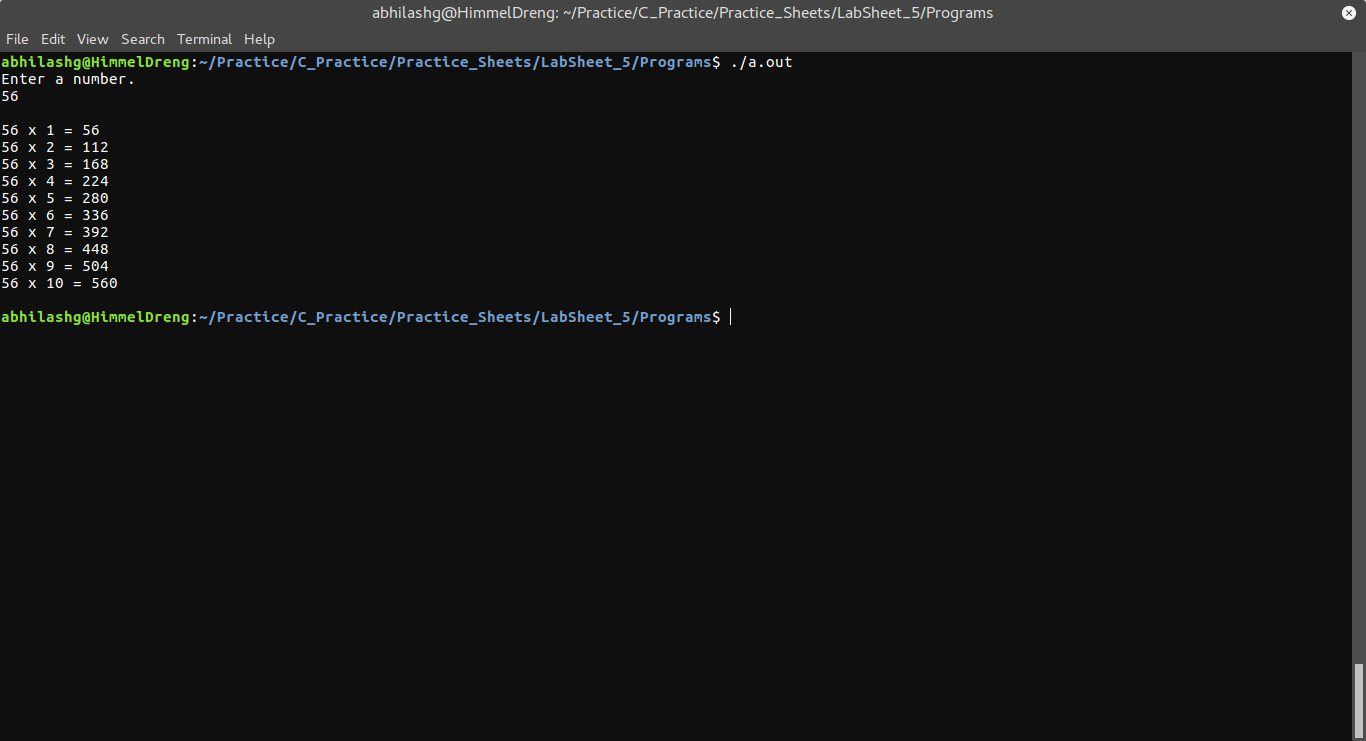 abhilashg@HimmelDreng: ~/Practice/C_Practice/Practice_Sheets/LabSheet_5/Programs
File Edit View Search Terminal Help
abhilashg@HimmelDreng:~/Practice/C_Practice/Practice_Sheets/LabSheet_5/Programs$ ./a.out
Enter a number.
56
56 x 1 = 56
56 x 2 = 112
56 x 3 = 168
56 x 4 = 224
56 x 5 = 280
56 x 6 = 336
56 x 7 = 392
56 x 8 = 448
56 x 9 = 504
56 x 10 = 560
abhilashg@HimmelDreng:~/Practice/C_Practice/Practice_Sheets/LabSheet_5/Programs$